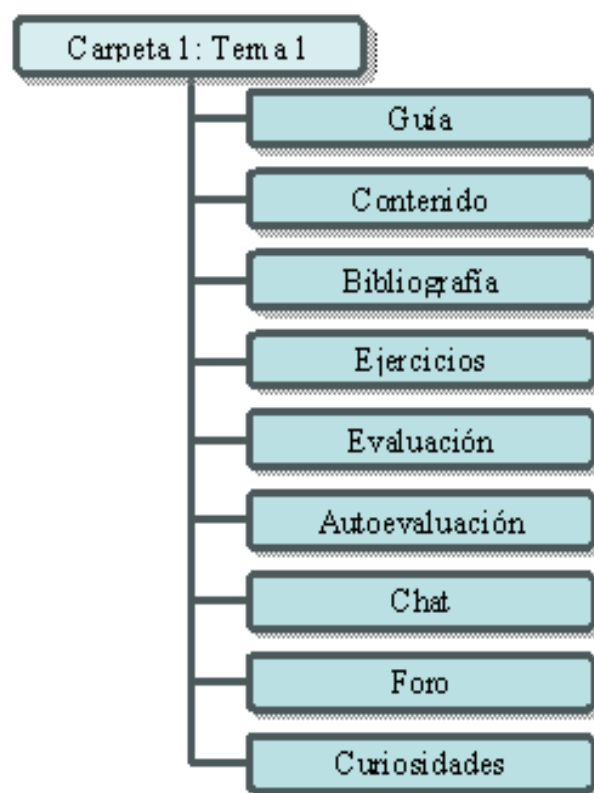 Carpeta 1: Tema 1
Guía
Contenido
Bibliografía
Ejercicios
Evaluación
Autoevaluación
Chat
Foro
Curiosidades